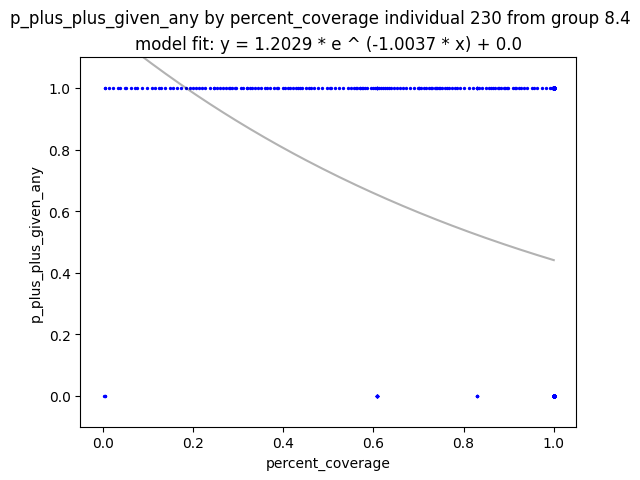 p_plus_plus_given_any by percent_coverage individual 230 from group 8.4
model fit: y = 1.2029 * e ^ (-1.0037 * x) + 0.0
1.0
0.8
0.6
0.4
0.2
0.0
p_plus_plus_given_any
0.0 0.2 0.4 0.6 0.8 1.0
percent_coverage